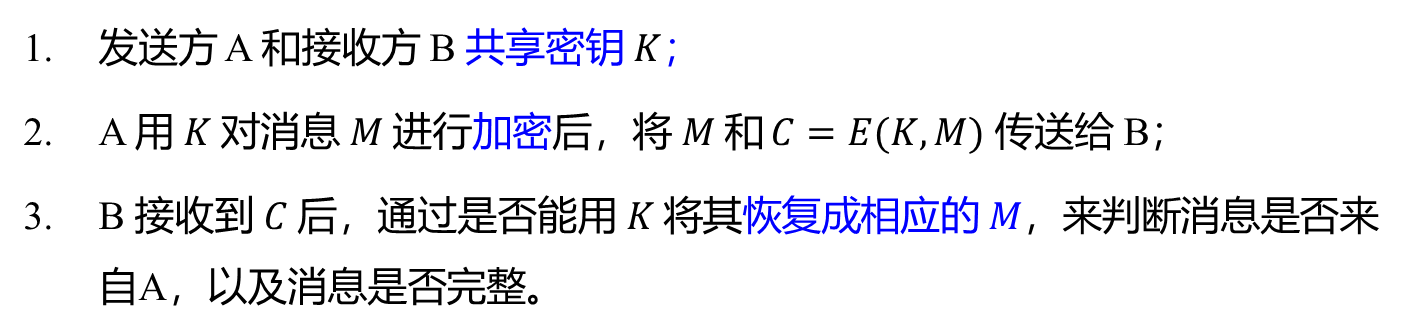 1. 发送方 A 和接收方 B 共享密钥 K；
2. A 用 K 对消息 M 进行加密后，将 M 和 C = E(K, M) 传送给 B；
3. B 接收到 C 后，通过是否能用 K 将其恢复成相应的 M，来判断消息是否来
自A，以及消息是否完整。